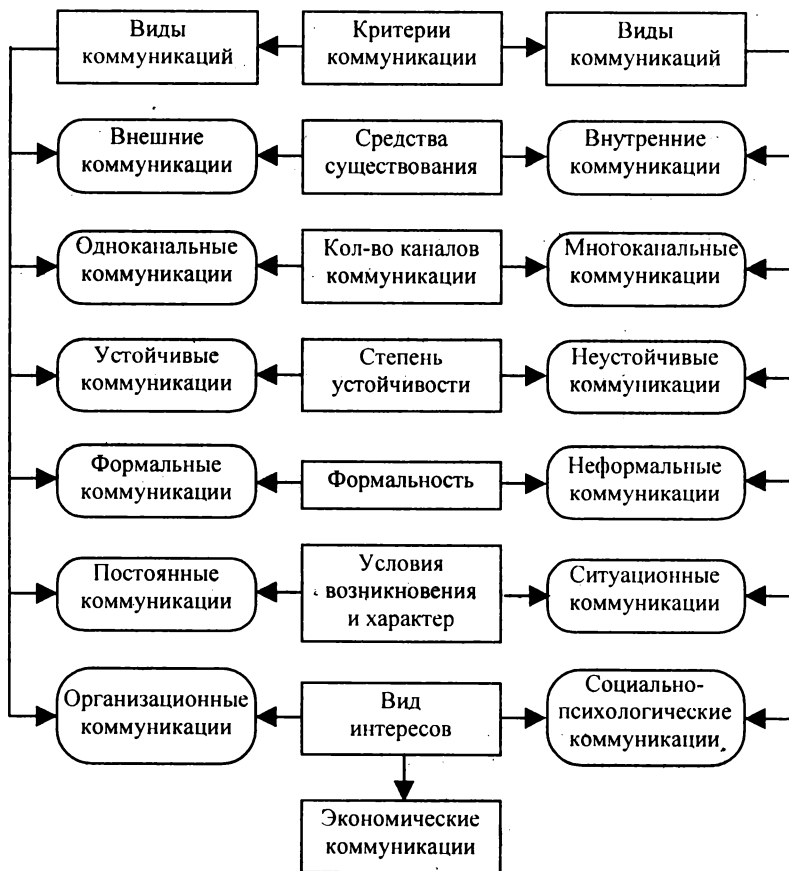 Виды
коммуникаций
Критерии
коммуникации
Виды
коммуникаций
Внешние
коммуникации
Средства
существования
Внутренние
коммуникации
Одноканальные
коммуникации
Кол-во каналов
коммуникации
Многоканальные
коммуникации
Устойчивые
коммуникации
Степень
устойчивости
Неустойчивые
коммуникации
Формальные
коммуникации
Формальность
Неформальные
коммуникации
Постоянные
коммуникации
Условия
возникновения
и характер
Ситуационные
коммуникации
Организационные
коммуникации
Вид
интересов
Социально-
психологические
коммуникации
Экономические
коммуникации